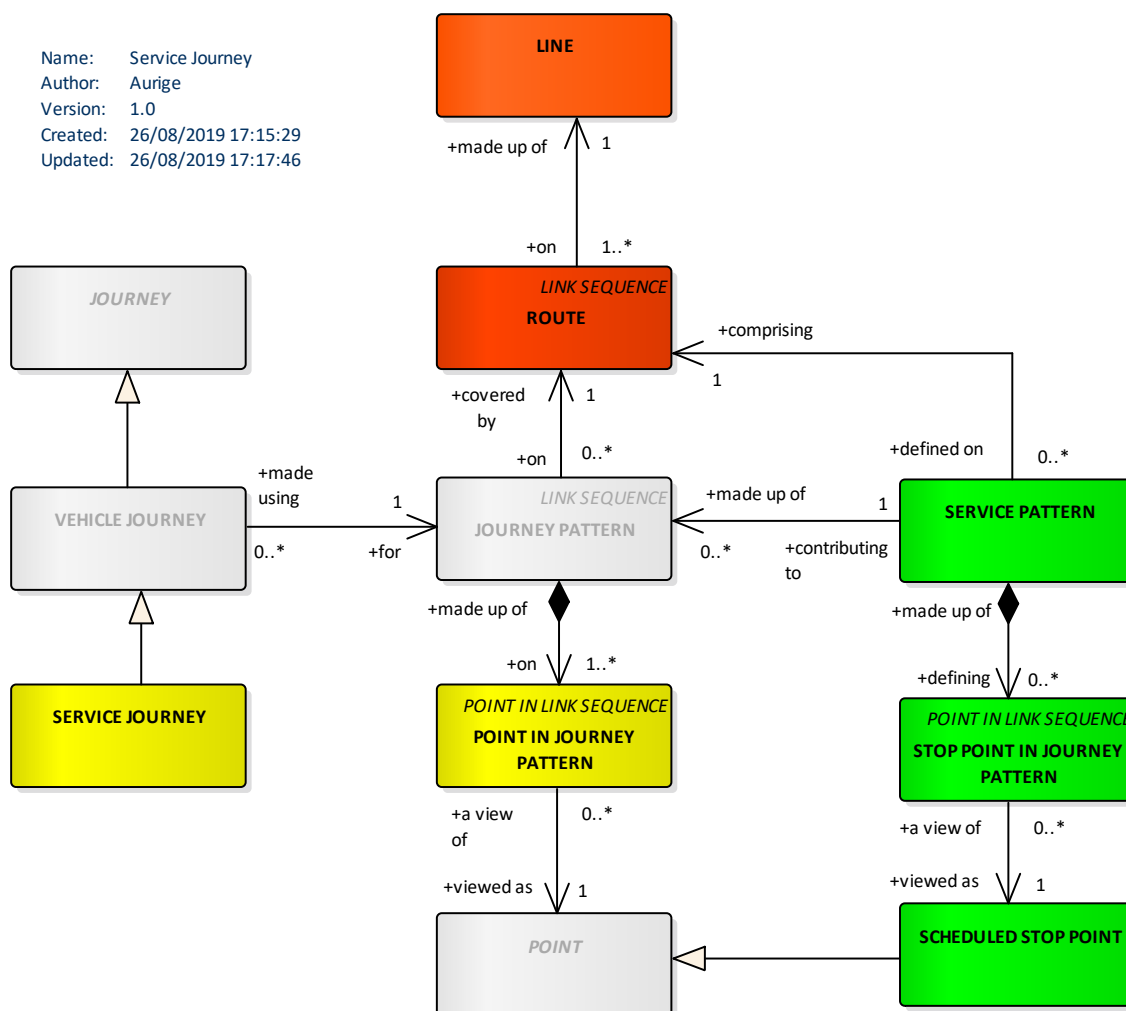 Name: Service Journey
Author: Aurige
Version: 1.0
Created: 26/08/2019 17:15:29
Updated: 26/08/2019 17:17:46
LINE
+made up of 1
+on 1..*
LINK SEQUENCE
ROUTE
JOURNEY
+comprising
1
+covered
by
1
+on 0..*
+defined on 0..*
+made
using
1
0..* +for
VEHICLE JOURNEY
LINK SEQUENCE
JOURNEY PATTERN
+made up of 1
0..* +contributing
to
SERVICE PATTERN
+made up of
+on 1..*
+made up of
+defining 0..*
SERVICE JOURNEY
POINT IN LINK SEQUENCE
POINT IN JOURNEY
PATTERN
POINT IN LINK SEQUENCE
STOP POINT IN JOURNEY
PATTERN
+a view
of
0..*
+viewed as 1
+a view of 0..*
+viewed as 1
POINT
SCHEDULED STOP POINT